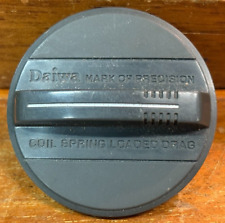 Daiwa MARK OF PRECISION
COIL SPRING LOADED DRAG